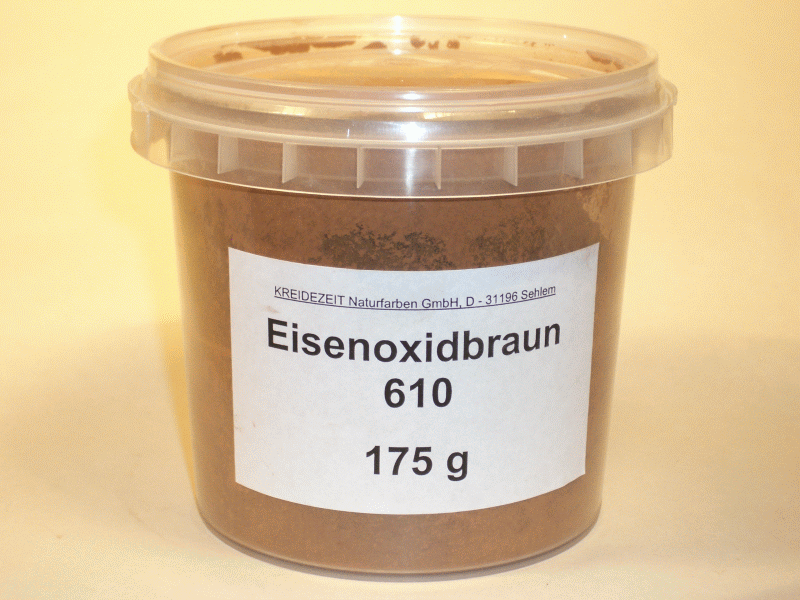 KREIDEZEIT Naturfarben GmbH, D - 31196 Sehlem
Eisenoxidbraun
610
175 g